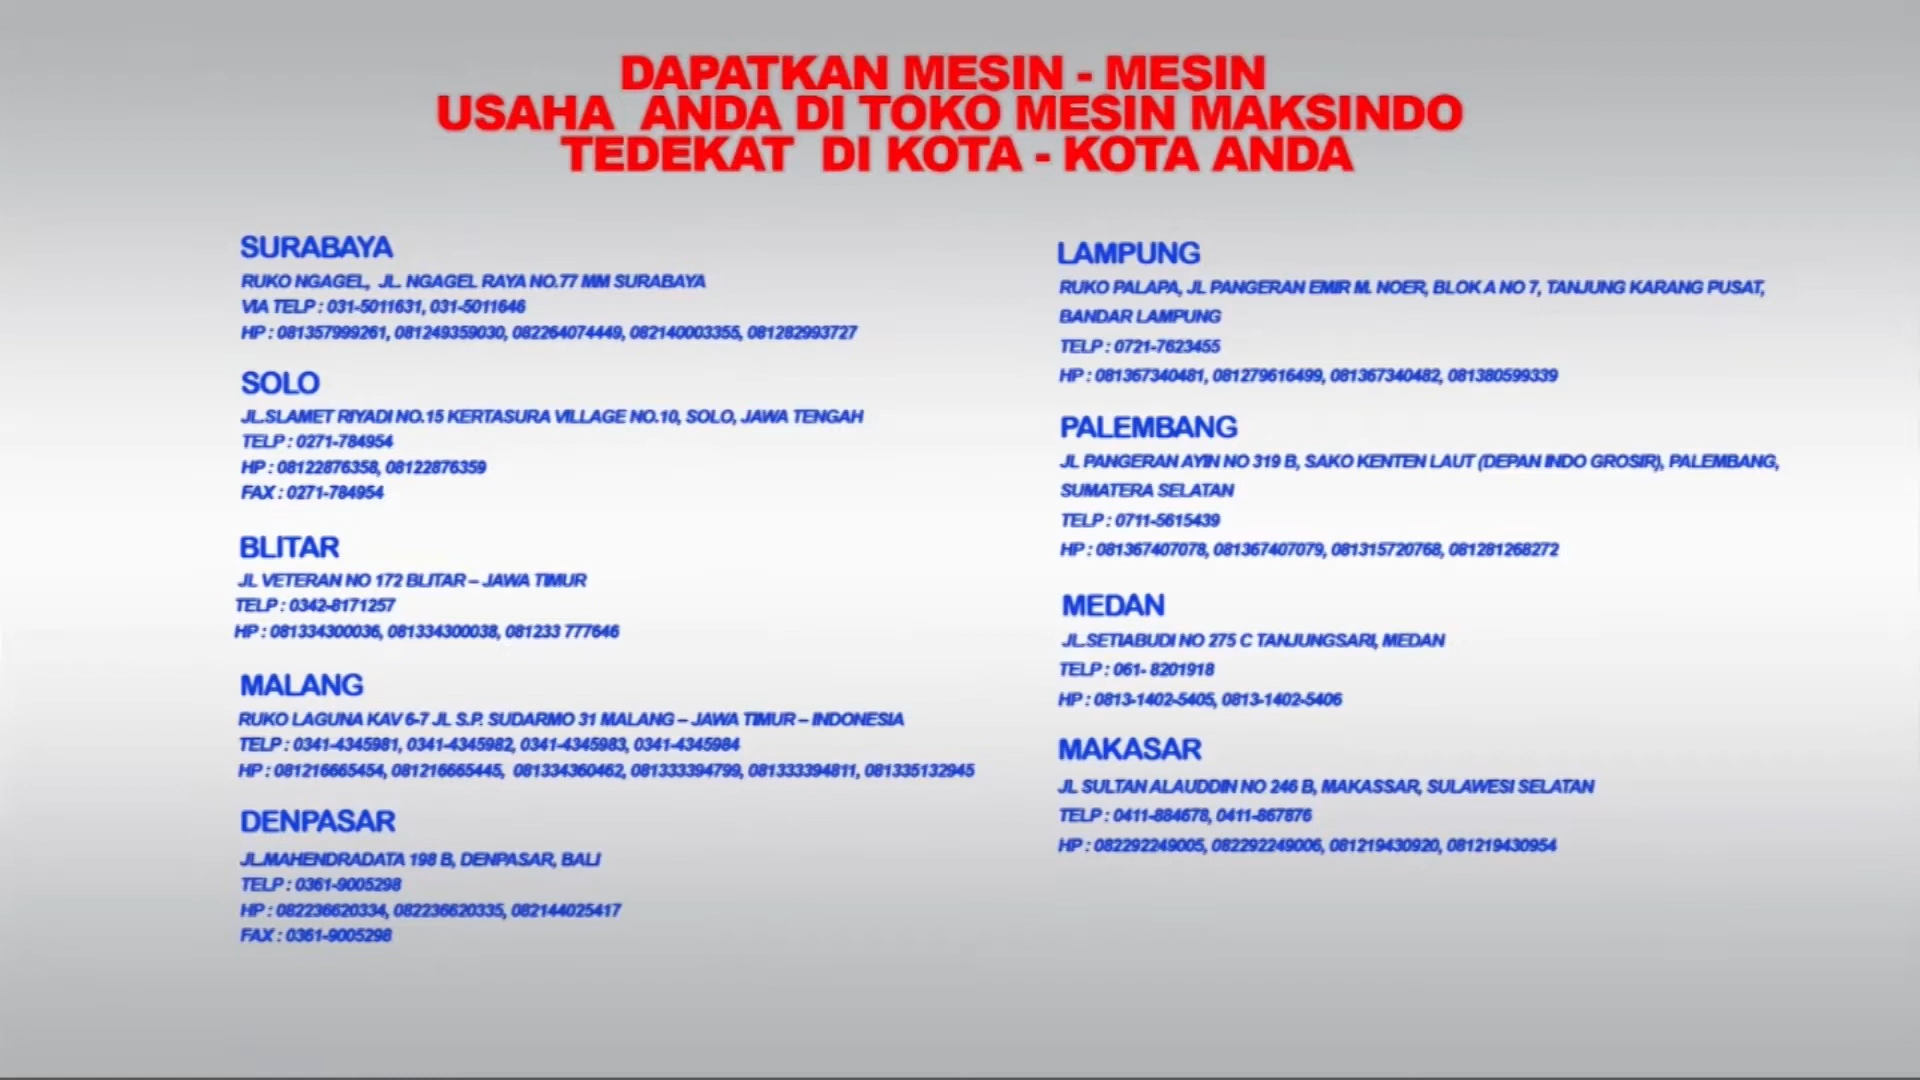 DAPATKAN MESIN - MESIN
USAHA ANDA DI TOKO MESIN MAKSINDO
TEDEKAT DI KOTA - KOTA ANDA
SURABAYA
RUKO NGAGEL, JL. NGAGEL RAYA NO.77 MM SURABAYA
VIA TELP : 031-5011631, 031-5011646
HP : 081357999261, 081249359030, 082264074449, 082140003355, 081282993727
SOLO
JL.SLAMET RIYADI NO.15 KERTASURA VILLAGE NO.10, SOLO, JAWA TENGAH
TELP : 0271-784954
HP : 08122876358, 08122876359
FAX : 0271-784954
BLITAR
JL VETERAN NO 172 BLITAR – JAWA TIMUR
TELP : 0342-8171257
HP : 081334300036, 081334300038, 081233 777646
MALANG
RUKO LAGUNA KAV 6-7 JL S.P. SUDARMO 31 MALANG – JAWA TIMUR – INDONESIA
TELP : 0341-4345981, 0341-4345982, 0341-4345983, 0341-4345984
HP : 081216665454, 081216665445, 081334360462, 081333394799, 081333394811, 081335132945
DENPASAR
JL.MAHENDRADATA 198 B, DENPASAR, BALI
TELP : 0361-9005298
HP : 082236620334, 082236620335, 082144025417
FAX : 0361-9005298
LAMPUNG
RUKO PALAPA, JL PANGERAN EMIR M. NOER, BLOK A NO 7, TANJUNG KARANG PUSAT,
BANDAR LAMPUNG
TELP : 0721-7623455
HP : 081367340481, 081279616499, 081367340482, 081380599339
PALEMBANG
JL PANGERAN AYIN NO 319 B, SAKO KENTEN LAUT (DEPAN INDO GROSIR), PALEMBANG,
SUMATERA SELATAN
TELP : 0711-5615439
HP : 081367407078, 081367407079, 081315720768, 081281268272
MEDAN
JL.SETIABUDI NO 275 C TANJUNGSARI, MEDAN
TELP : 061- 8201918
HP : 0813-1402-5405, 0813-1402-5406
MAKASAR
JL SULTAN ALAUDDIN NO 246 B, MAKASSAR, SULAWESI SELATAN
TELP : 0411-884678, 0411-867876
HP : 082292249005, 082292249006, 081219430920, 081219430954